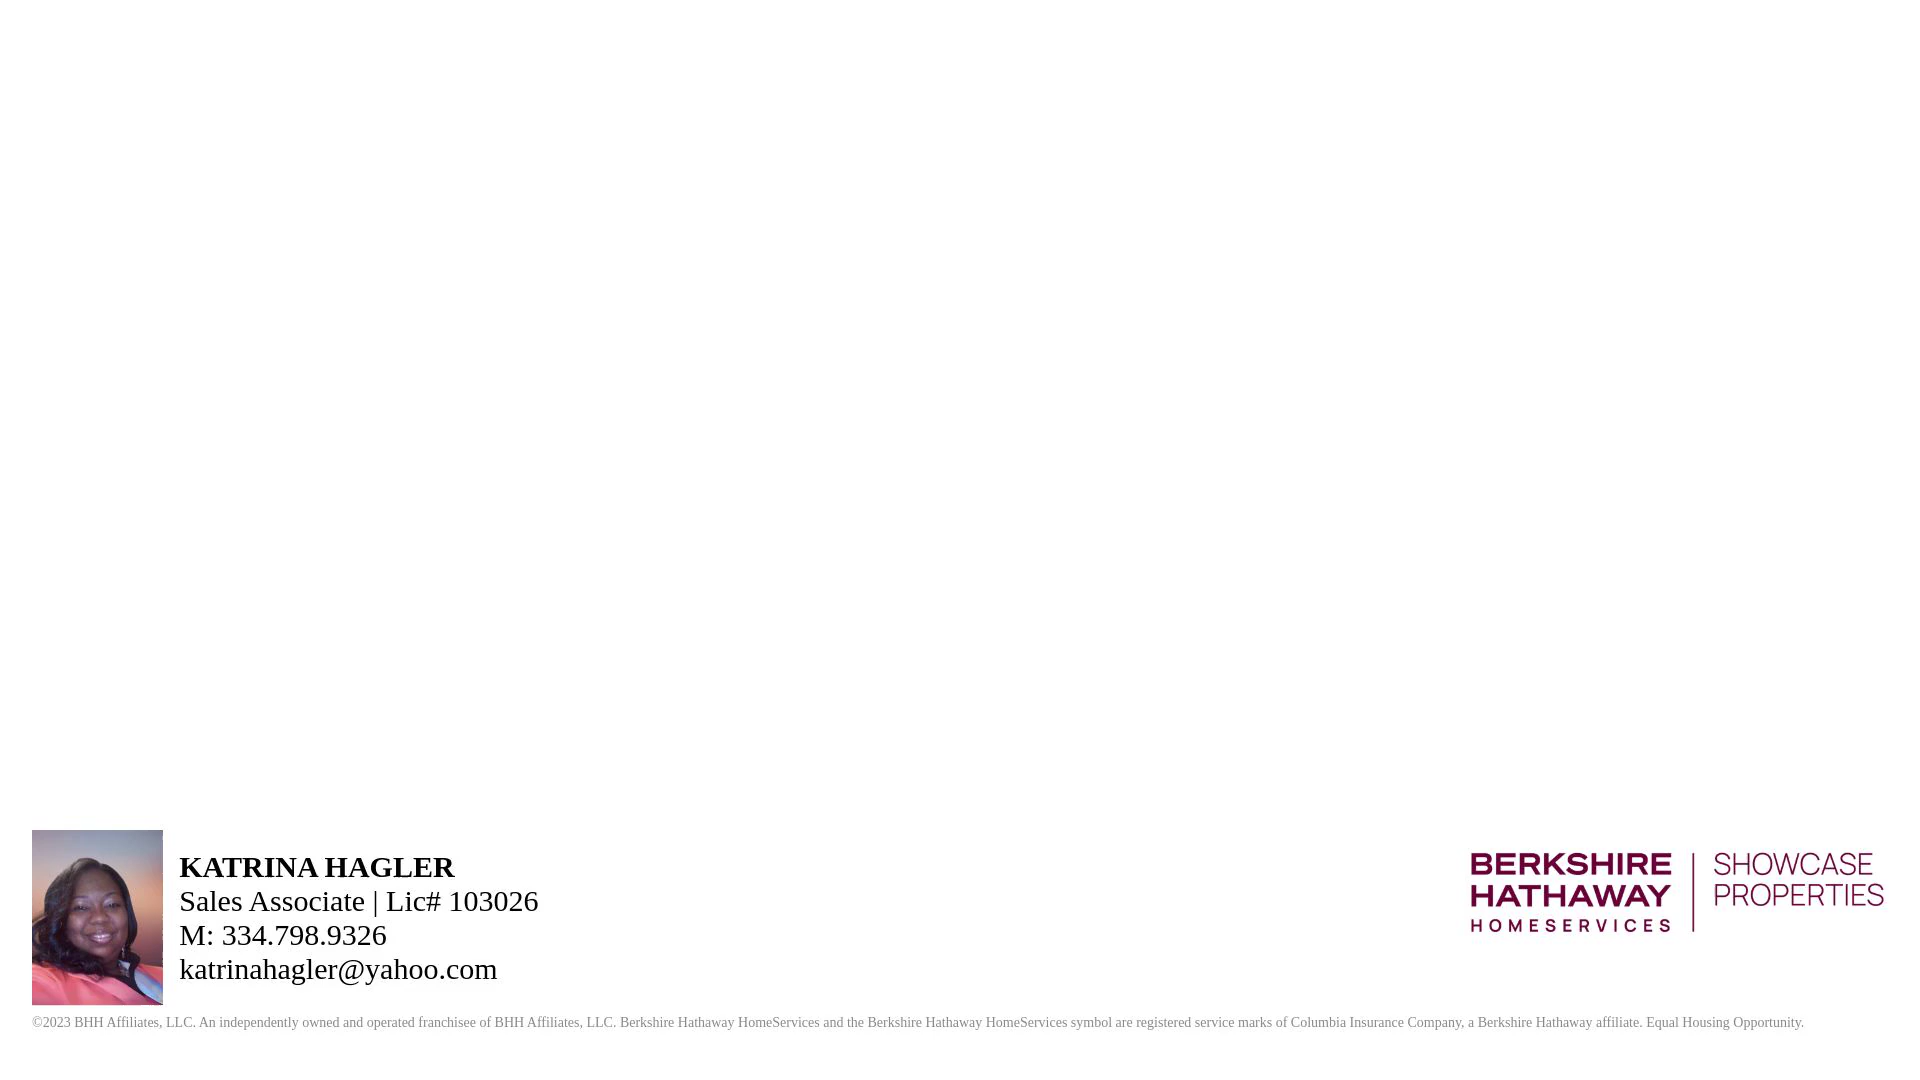 KATRINA HAGLER
Sales Associate | Lic# 103026
M: 334.798.9326
katrinahagler@yahoo.com
BERKSHIRE
HATHAWAY
HOMESERVICES
SHOWCASE
PROPERTIES
©2023 BHH Affiliates, LLC. An independently owned and operated franchisee of BHH Affiliates, LLC. Berkshire Hathaway HomeServices and the Berkshire Hathaway HomeServices symbol are registered service marks of Columbia Insurance Company, a Berkshire Hathaway affiliate. Equal Housing Opportunity.